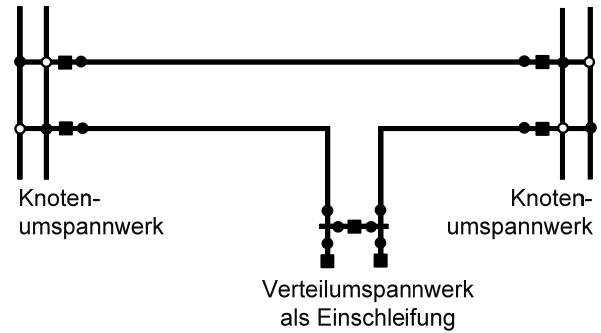 Knoten-
umspannwerk
Knoten-
umspannwerk
Verteilumspannwerk
als Einschleifung